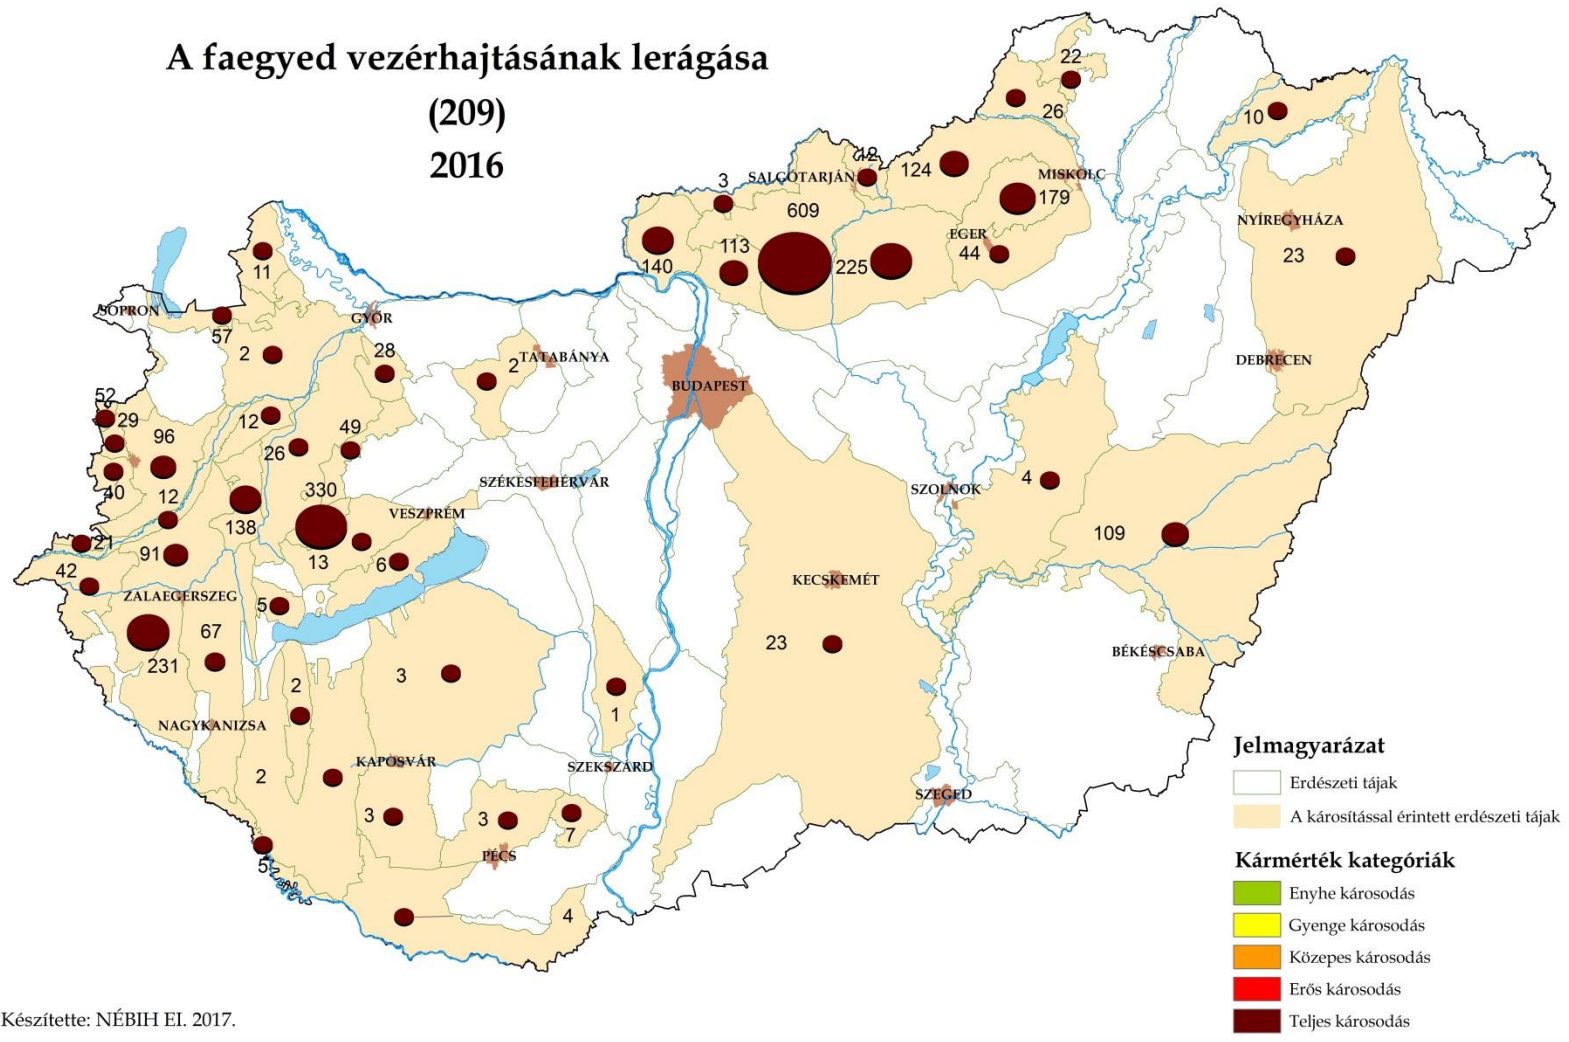 A faegyed vezérhajtásának lerágása
(209)
2016
22
26
10
12
124
SALGÓTARJÁN
MISKOLC
3
179
609
NYÍREGYHÁZA
EGER
113
44
23
140
225
11
SOPRON
GYŐR
57
28
2
2
TATABÁNYA
DEBRECEN
BUDAPEST
52
29
12
49
96
26
4
SZÉKESFEHÉRVÁR
40
12
330
SZOLNOK
VESZPRÉM
138
109
21
91
13
6
42
KECSKEMÉT
ZALAEGERSZEG
5
67
23
231
BÉKÉSCSABA
3
2
1
NAGYKANIZSA
KAPOSVÁR
SZEKSZÁRD
2
SZEGED
3
3
7
PÉCS
5
4
Jelmagyarázat
Erdészeti tájak
A károsítással érintett erdészeti tájak
Kármérték kategóriák
Enyhe károsodás
Gyenge károsodás
Közepes károsodás
Erős károsodás
Teljes károsodás
Készítette: NÉBIH EI. 2017.